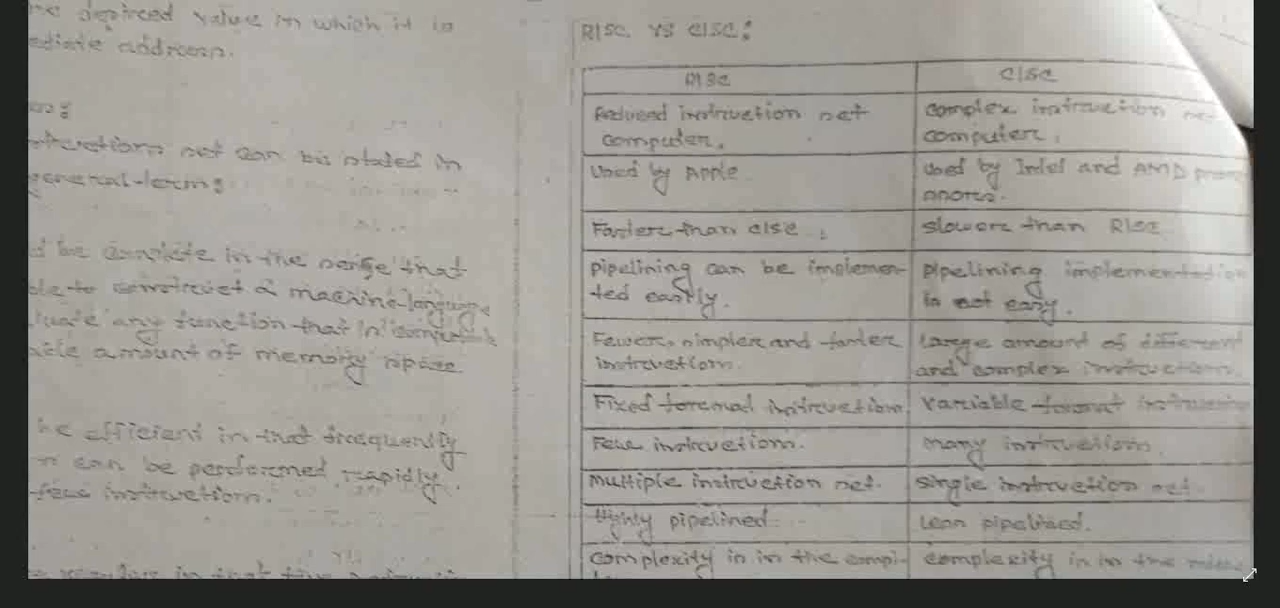 desired value in which it is
address.
set can be stated in
general terms
be complete in the sense that
to construct a machine-language
any function that is
amount of memory space
be efficient in that frequently
can be performed rapidly.
few instructions.
in that the
RISC VS CISC:
RISC
CISC
Reduced instruction set
computer.
complex instruction
computer.
Used by Apple.
Used by Intel and AMD
Faster than CISC.
slower than RISC.
pipelining can be implemen-
ted easily.
pipelining implementation
is not easy.
Fewer, simpler and faster
instructions.
Large amount of different
and complex instructions.
Fixed formad instructions
variable format instructions
Few instructions.
many instructions.
multiple instruction set.
single instruction set.
Highly pipelined
Less pipelined.
complexity is in the compi-
complexity is in the